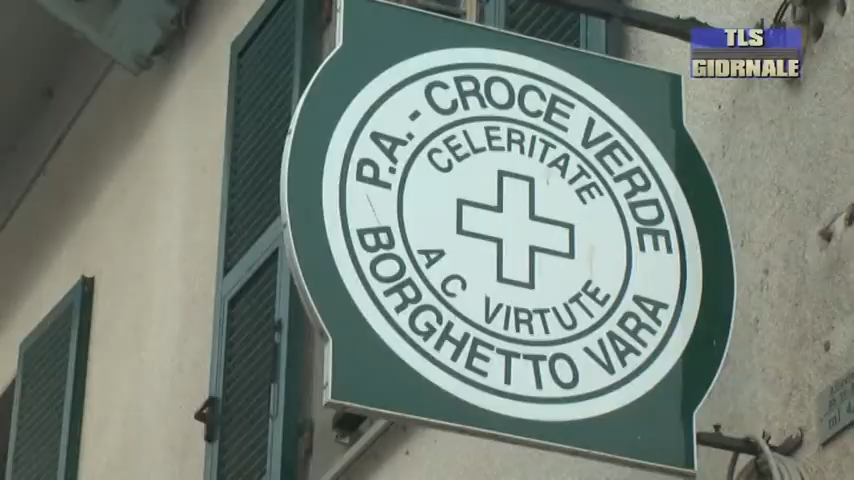 TLS
GIORNALE
P.A. - CROCE VERDE
CELERITATE
AC VIRTUTE
BORGHETTO VARA